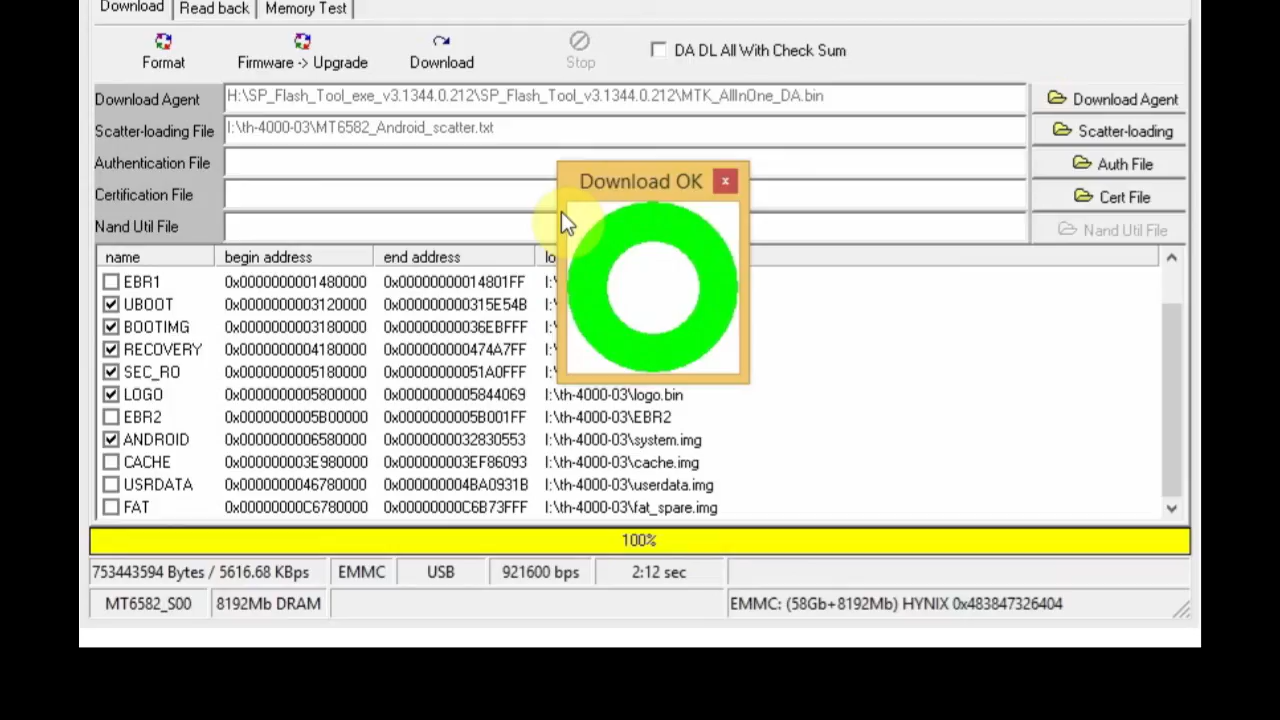 Download Read back Memory Test
Format Firmware -> Upgrade Download Stop DA DL All With Check Sum
Download Agent H:\SP_Flash_Tool_exe_v3.1344.0.212\SP_Flash_Tool_v3.1344.0.212\MTK_AllInOne_DA.bin Download Agent
Scatter-loading File I:\th-4000-03\MT6582_Android_scatter.txt Scatter-loading
Authentication File Auth File
Certification File Cert File
Nand Util File Nand Util File
Download OK x
name begin address end address lo
EBR1 0x0000000001480000 0x00000000014801FF I:\
UBOOT 0x0000000003120000 0x000000000315E54B I:\
BOOTIMG 0x0000000003180000 0x00000000036EBFFF I:\
RECOVERY 0x0000000004180000 0x000000000474A7FF I:\
SEC_RO 0x0000000005180000 0x00000000051A0FFF I:\
LOGO 0x0000000005800000 0x0000000005844069 I:\th-4000-03\logo.bin
EBR2 0x0000000005B00000 0x0000000005B001FF I:\th-4000-03\EBR2
ANDROID 0x0000000006580000 0x0000000032830553 I:\th-4000-03\system.img
CACHE 0x000000003E980000 0x000000003EF86093 I:\th-4000-03\cache.img
USRDATA 0x0000000046780000 0x000000004BA0931B I:\th-4000-03\userdata.img
FAT 0x00000000C6780000 0x00000000C6B73FFF I:\th-4000-03\fat_spare.img
100%
753443594 Bytes / 5616.68 KBps EMMC USB 921600 bps 2:12 sec
MT6582_S00 8192Mb DRAM EMMC: (58Gb+8192Mb) HYNIX 0x483847326404